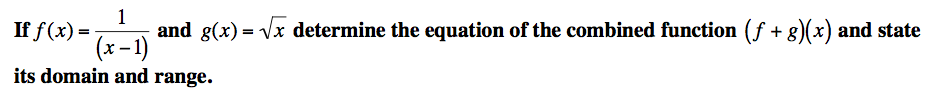 If f(x) = 1/(x − 1) and g(x) = √x determine the equation of the combined function (f + g)(x) and state
its domain and range.